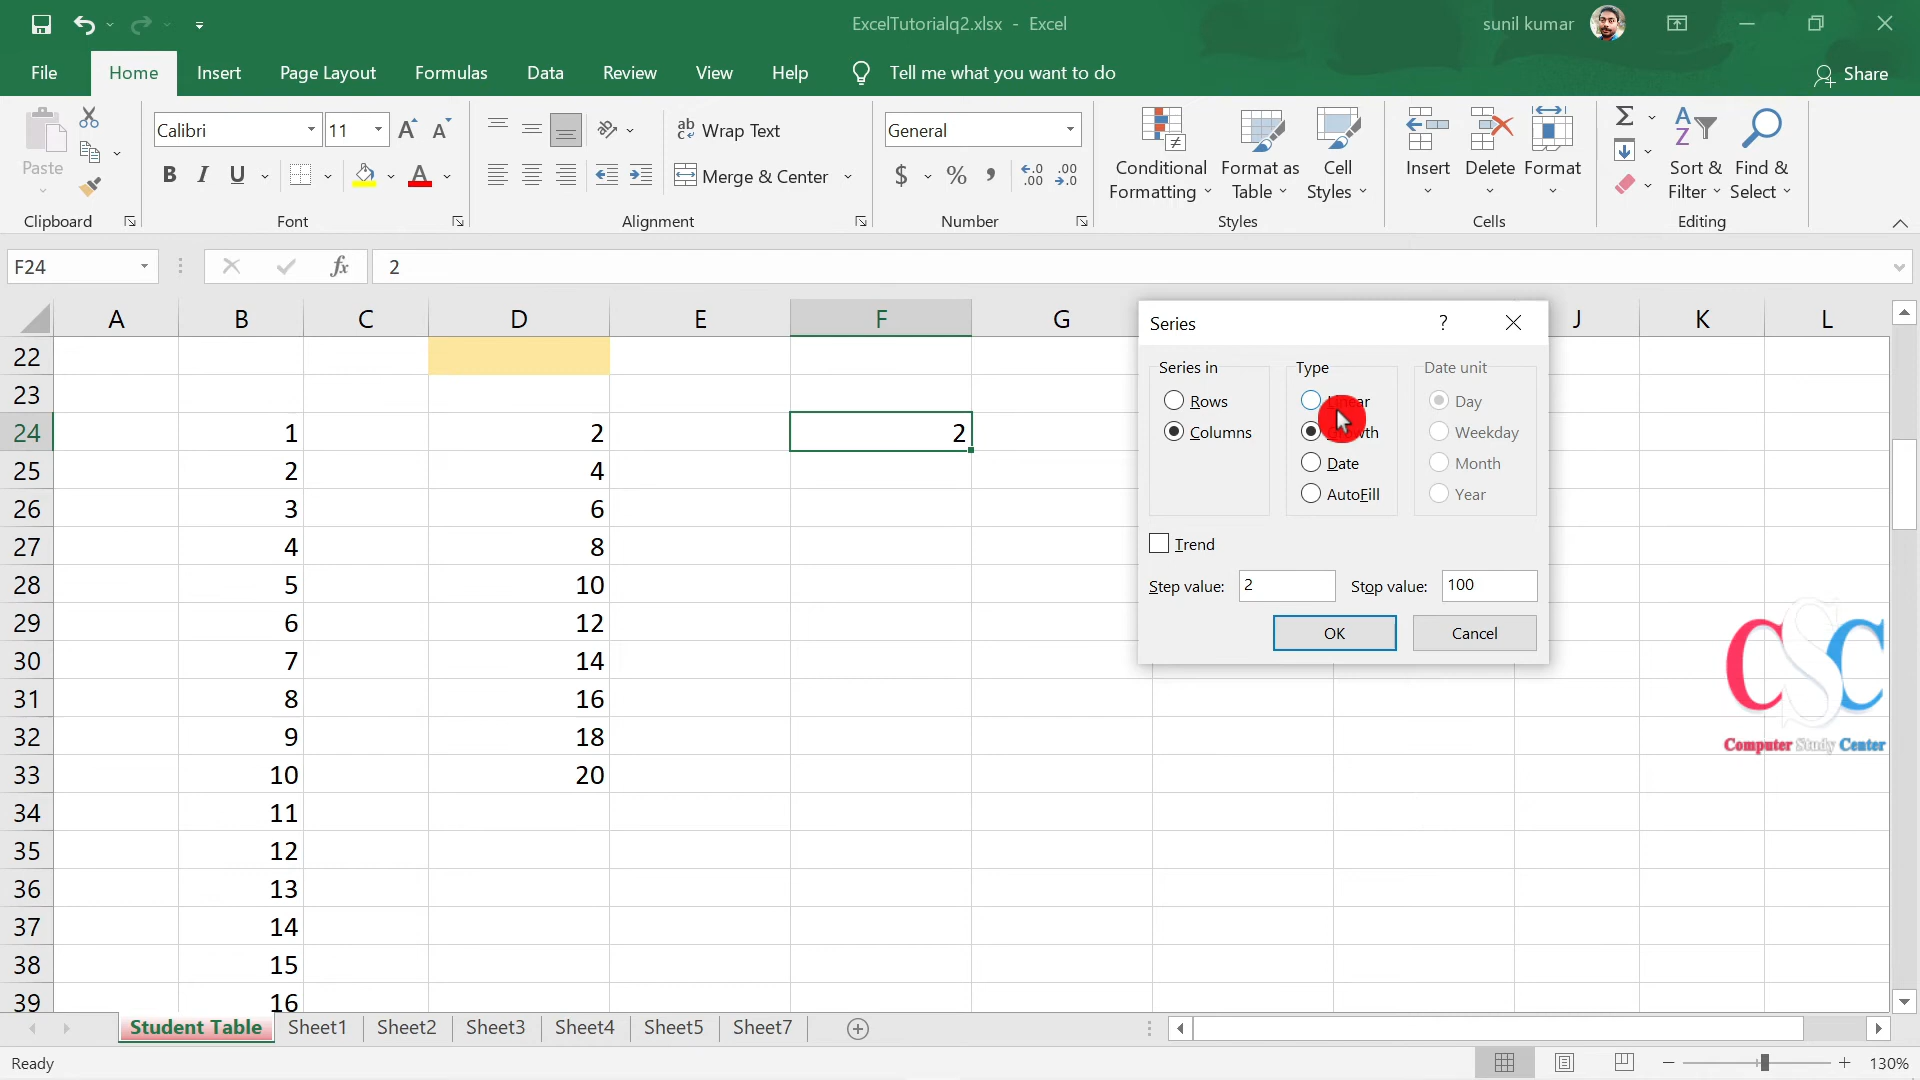 ExcelTutorialq2.xlsx - Excel
sunil kumar
File Home Insert Page Layout Formulas Data Review View Help Tell me what you want to do Share
Calibri 11 Wrap Text General
Paste B I U Merge & Center $ % Conditional Formatting Format as Table Cell Styles Insert Delete Format Sort & Filter Find & Select
Clipboard Font Alignment Number Styles Cells Editing
F24 fx 2
A B C D E F G J K L
22
23
24 1 2 2
25 2 4
26 3 6
27 4 8
28 5 10
29 6 12
30 7 14
31 8 16
32 9 18
33 10 20
34 11
35 12
36 13
37 14
38 15
39 16
Series ?
Series in Type Date unit
Rows Linear Day
Columns Growth Weekday
Date Month
AutoFill Year
Trend
Step value: 2 Stop value: 100
OK Cancel
CSC
Computer Study Center
Student Table Sheet1 Sheet2 Sheet3 Sheet4 Sheet5 Sheet7
Ready 130%